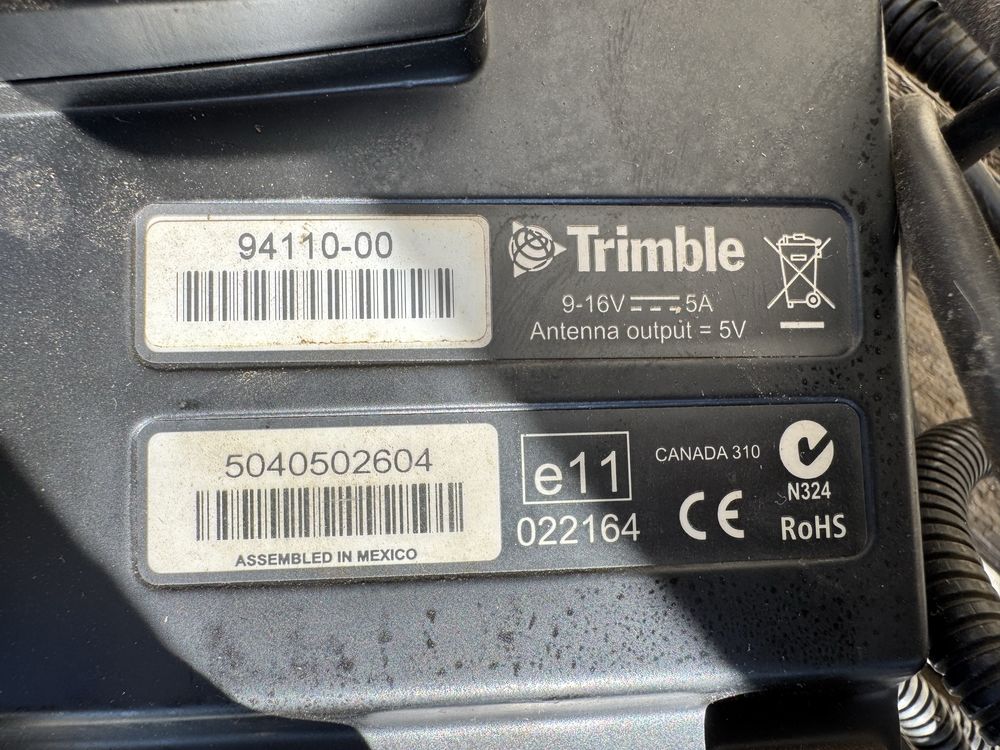 94110-00
Trimble
9-16V ⎓ 5A
Antenna output = 5V
5040502604
ASSEMBLED IN MEXICO
e11
022164
CANADA 310
CE
N324
RoHS